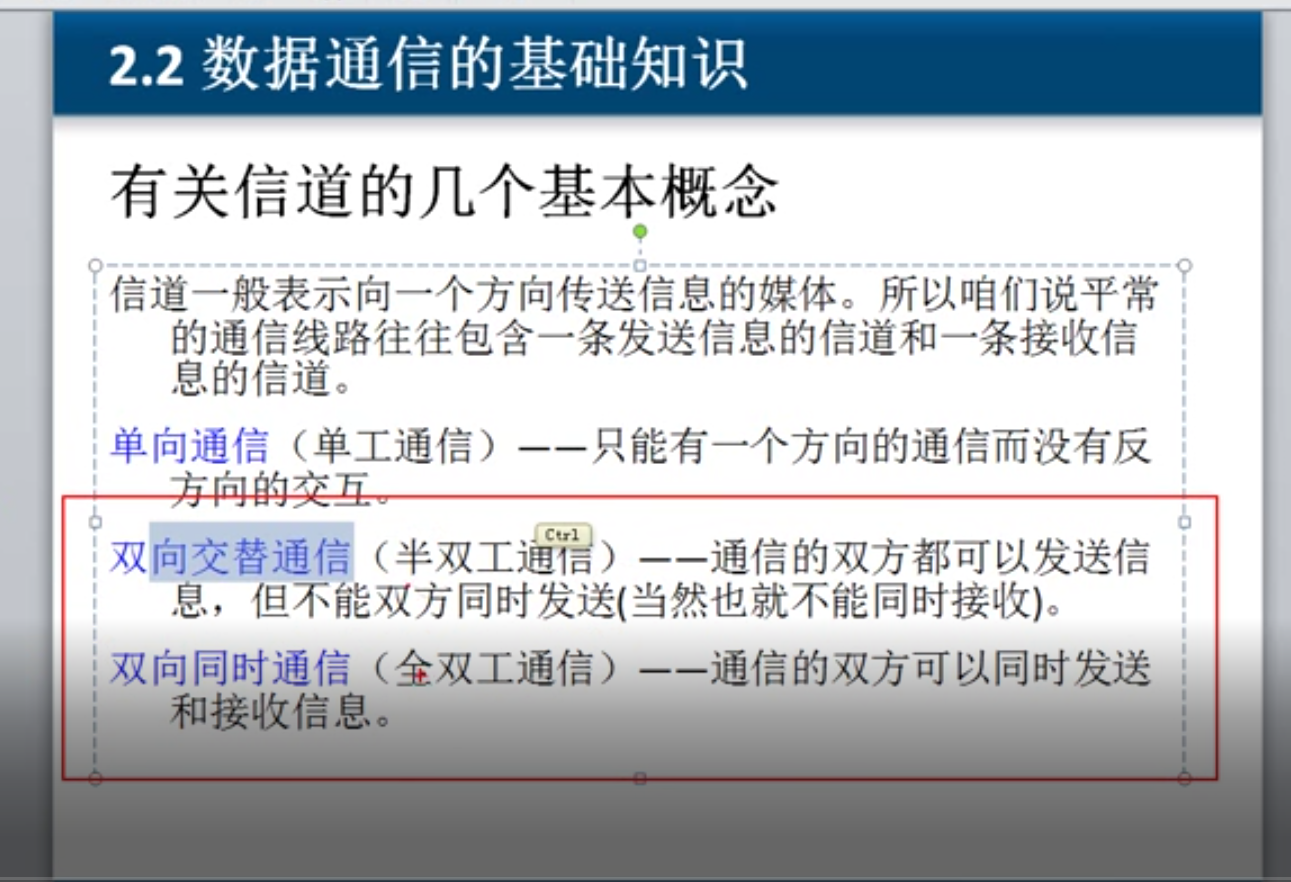 2.2 数据通信的基础知识
有关信道的几个基本概念
信道一般表示向一个方向传送信息的媒体。所以咱们说平常
的通信线路往往包含一条发送信息的信道和一条接收信
息的信道。
单向通信（单工通信）——只能有一个方向的通信而没有反
方向的交互。
Ctrl
双向交替通信（半双工通信）——通信的双方都可以发送信
息，但不能双方同时发送(当然也就不能同时接收)。
双向同时通信（全双工通信）——通信的双方可以同时发送
和接收信息。